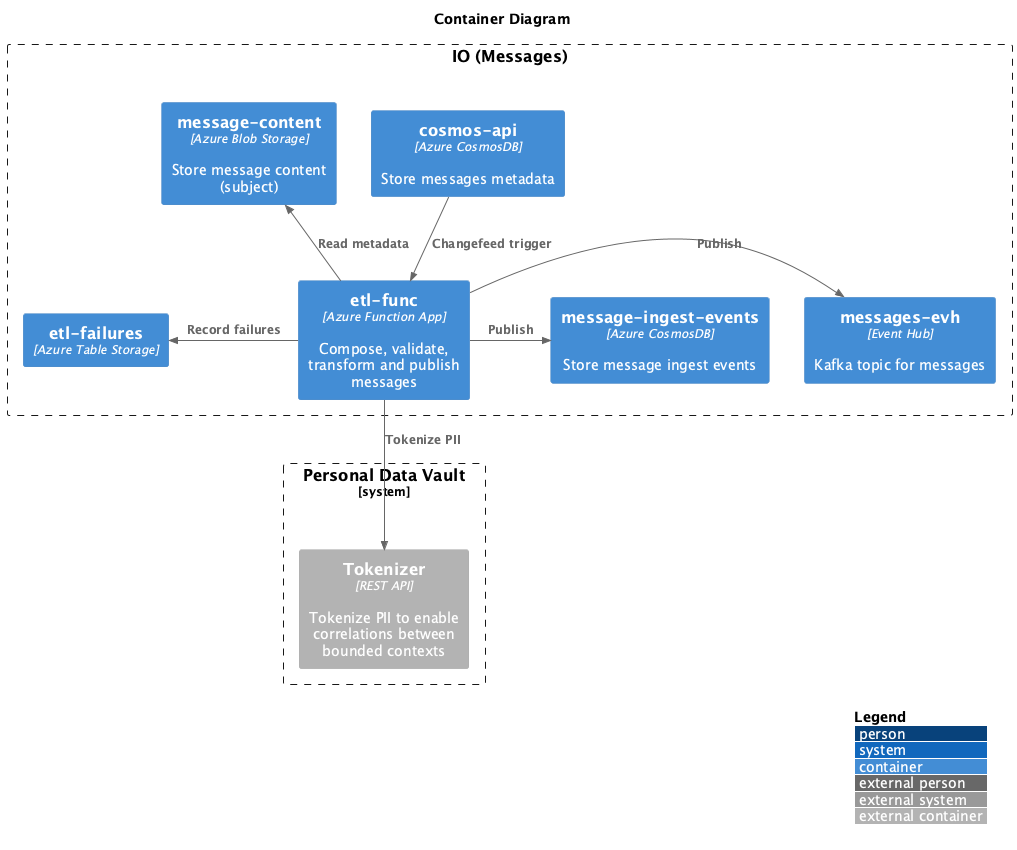 Container Diagram
IO (Messages)
message-content
[Azure Blob Storage]
Store message content
(subject)
cosmos-api
[Azure CosmosDB]
Store messages metadata
Read metadata
Changefeed trigger
Publish
etl-failures
[Azure Table Storage]
Record failures
etl-func
[Azure Function App]
Compose, validate,
transform and publish
messages
Publish
message-ingest-events
[Azure CosmosDB]
Store message ingest events
messages-evh
[Event Hub]
Kafka topic for messages
Tokenize PII
Personal Data Vault
[system]
Tokenizer
[REST API]
Tokenize PII to enable
correlations between
bounded contexts
Legend
person
system
container
external person
external system
external container